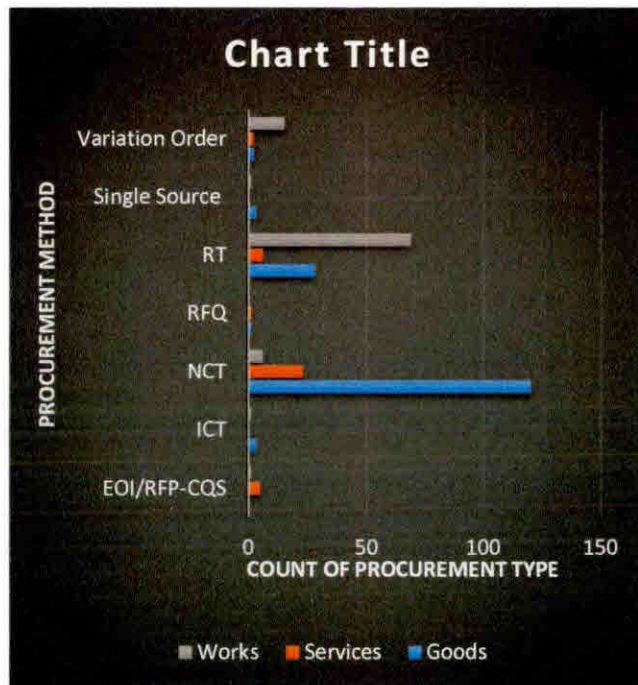 Chart Title
PROCUREMENT METHOD
Variation Order
Single Source
RT
RFQ
NCT
ICT
EOI/RFP-CQS
0 50 100 150
COUNT OF PROCUREMENT TYPE
Works Services Goods